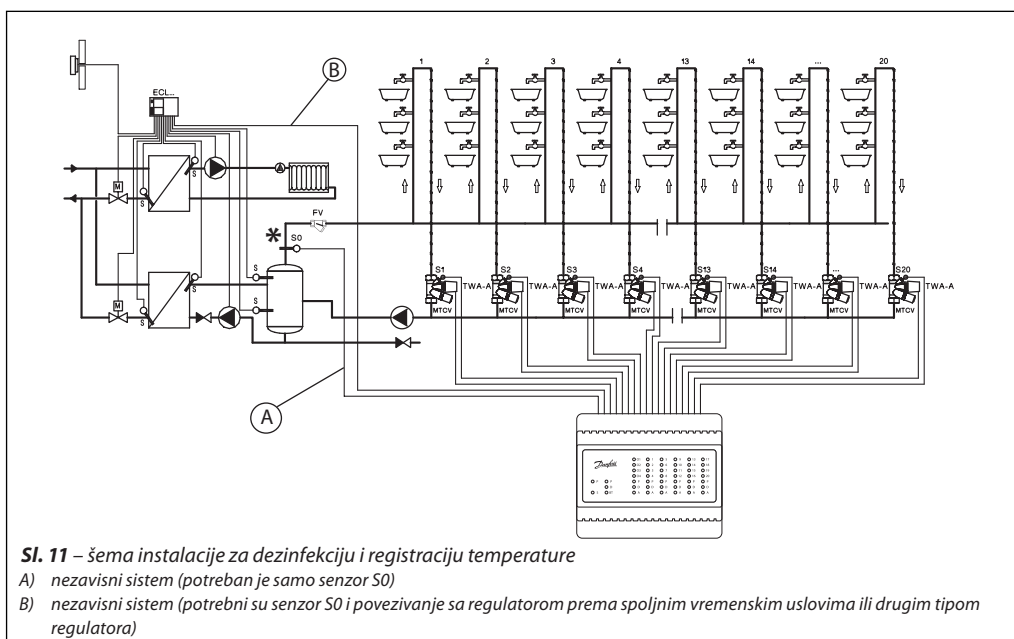 1 2 3 4 13 14 ... 20
B
ECL...
S
S
M
S
S
M
S
FV
S0
S
S
S1 S2 S3 S4 S13 S14 ... S20
TWA-A TWA-A TWA-A TWA-A TWA-A TWA-A TWA-A TWA-A
MTCV MTCV MTCV MTCV MTCV MTCV MTCV MTCV
A
Danfoss
Sl. 11 – šema instalacije za dezinfekciju i registraciju temperature
A) nezavisni sistem (potreban je samo senzor S0)
B) nezavisni sistem (potrebni su senzor S0 i povezivanje sa regulatorom prema spoljnim vremenskim uslovima ili drugim tipom
regulatora)